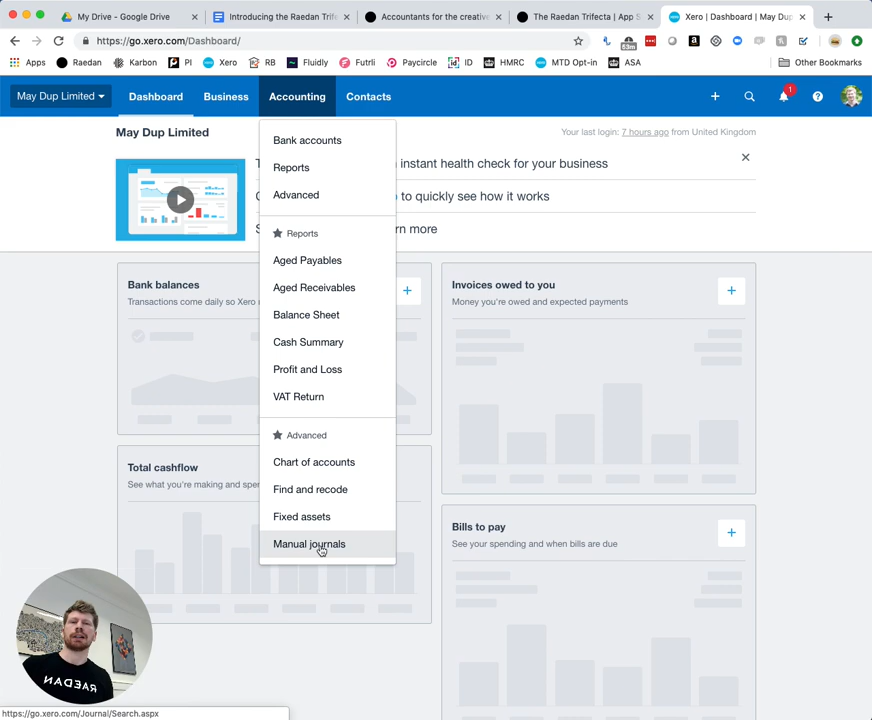 My Drive - Google Drive
Introducing the Raedan Trife
Accountants for the creative
The Raedan Trifecta | App S
Xero | Dashboard | May Dup
https://go.xero.com/Dashboard/
63m
Apps
Raedan
Karbon
PI
Xero
RB
Fluidly
Futrli
Paycircle
ID
HMRC
MTD Opt-in
ASA
Other Bookmarks
May Dup Limited
Dashboard
Business
Accounting
Contacts
1
May Dup Limited
Your last login: 7 hours ago from United Kingdom
instant health check for your business
to quickly see how it works
rn more
Bank accounts
Reports
Advanced
Reports
Aged Payables
Aged Receivables
Balance Sheet
Cash Summary
Profit and Loss
VAT Return
Advanced
Chart of accounts
Find and recode
Fixed assets
Manual journals
Bank balances
Transactions come daily so Xero
Invoices owed to you
Money you're owed and expected payments
Total cashflow
See what you're making and spen
Bills to pay
See your spending and when bills are due
RAEDAN
https://go.xero.com/Journal/Search.aspx